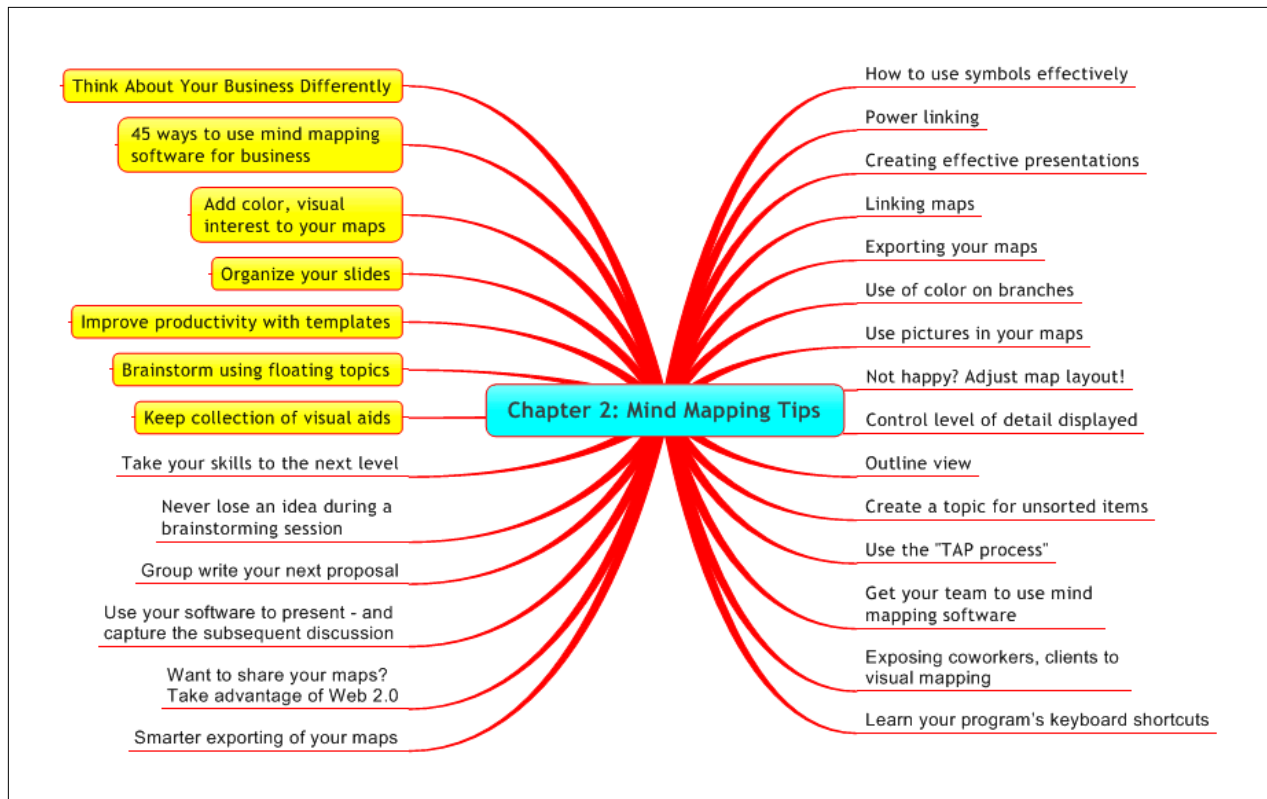 Chapter 2: Mind Mapping Tips
Think About Your Business Differently
45 ways to use mind mapping
software for business
Add color, visual
interest to your maps
Organize your slides
Improve productivity with templates
Brainstorm using floating topics
Keep collection of visual aids
Take your skills to the next level
Never lose an idea during a
brainstorming session
Group write your next proposal
Use your software to present - and
capture the subsequent discussion
Want to share your maps?
Take advantage of Web 2.0
Smarter exporting of your maps
How to use symbols effectively
Power linking
Creating effective presentations
Linking maps
Exporting your maps
Use of color on branches
Use pictures in your maps
Not happy? Adjust map layout!
Control level of detail displayed
Outline view
Create a topic for unsorted items
Use the "TAP process"
Get your team to use mind
mapping software
Exposing coworkers, clients to
visual mapping
Learn your program's keyboard shortcuts